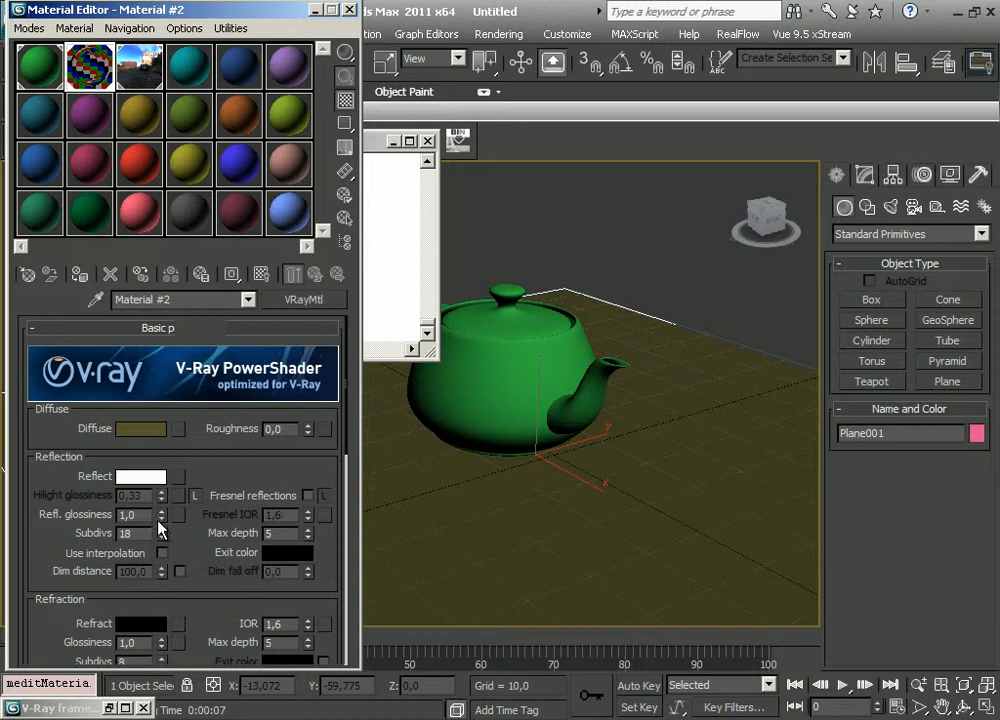 Material Editor - Material #2
ds Max 2011 x64 Untitled
Type a keyword or phrase
Modes Material Navigation Options Utilities
Graph Editors Rendering Customize MAXScript Help RealFlow Vue 9.5 xStream
View
3
Create Selection Se
Object Paint
Standard Primitives
Object Type
AutoGrid
Box Cone
Sphere GeoSphere
Cylinder Tube
Torus Pyramid
Teapot Plane
Name and Color
Plane001
Material #2 VRayMtl
Basic p
v·ray V-Ray PowerShader
optimized for V-Ray
Diffuse
Diffuse Roughness 0,0
Reflection
Reflect
Hilight glossiness 0,33 L Fresnel reflections L
Refl. glossiness 1,0 Fresnel IOR 1,6
Subdivs 18 Max depth 5
Use interpolation Exit color
Dim distance 100,0 Dim fall off 0,0
Refraction
Refract IOR 1,6
Glossiness 1,0 Max depth 5
Subdivs 8 Exit color
y
x
50 60 70 80 90 100
meditMateria 1 Object Sele X: -13,072 Y: -59,775 Z: 0,0 Grid = 10,0 Auto Key Selected
V-Ray frame Time 0:00:07 Add Time Tag Set Key Key Filters... 0